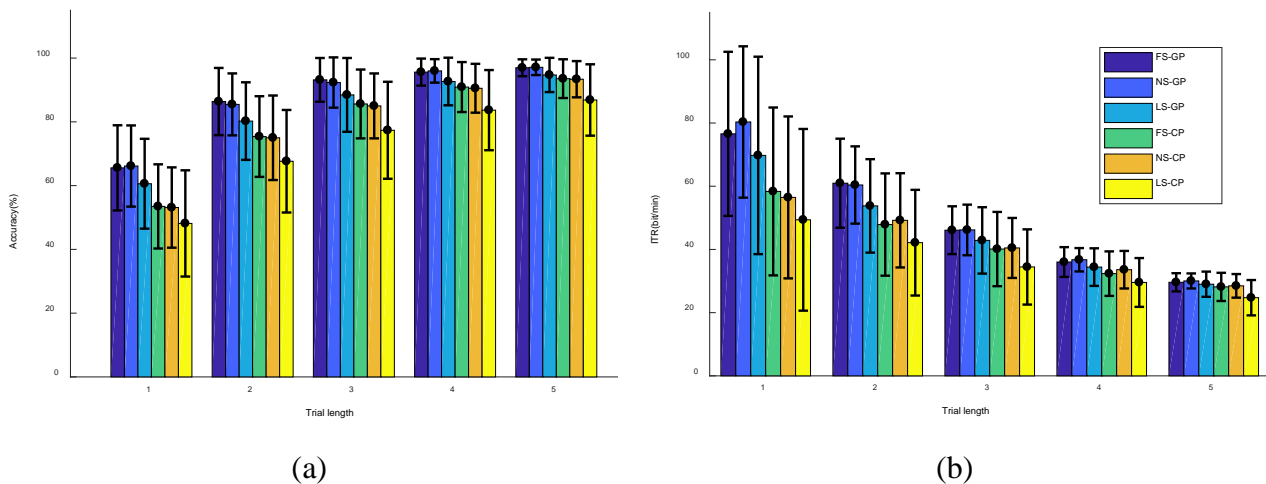 100
80
60
40
20
0
Accuracy(%)
1 2 3 4 5
Trial length
(a)
100
80
60
40
20
0
ITR(bit/min)
1 2 3 4 5
Trial length
FS-GP
NS-GP
LS-GP
FS-CP
NS-CP
LS-CP
(b)